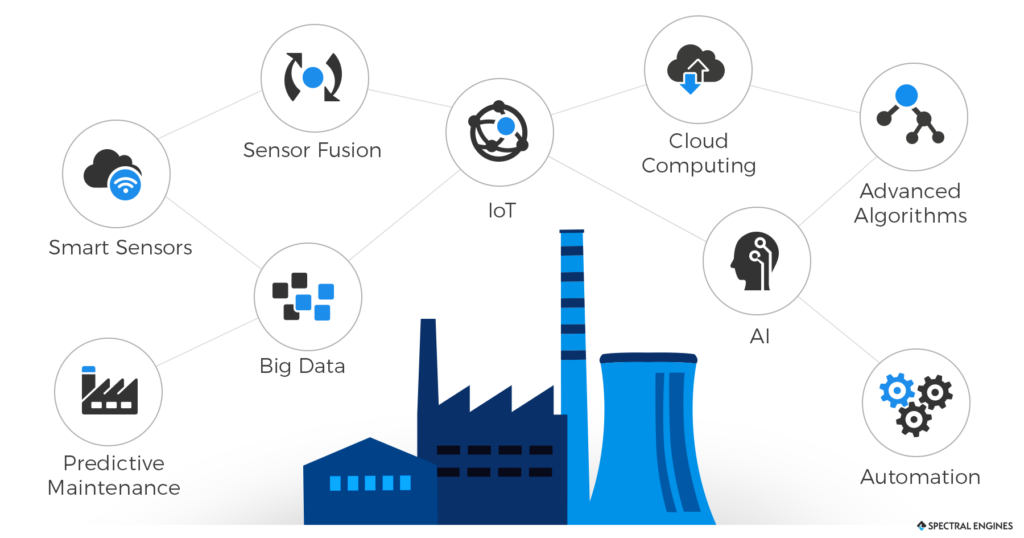 Sensor Fusion
Cloud
Computing
IoT
Advanced
Algorithms
Smart Sensors
Big Data
AI
Predictive
Maintenance
Automation
SPECTRAL ENGINES